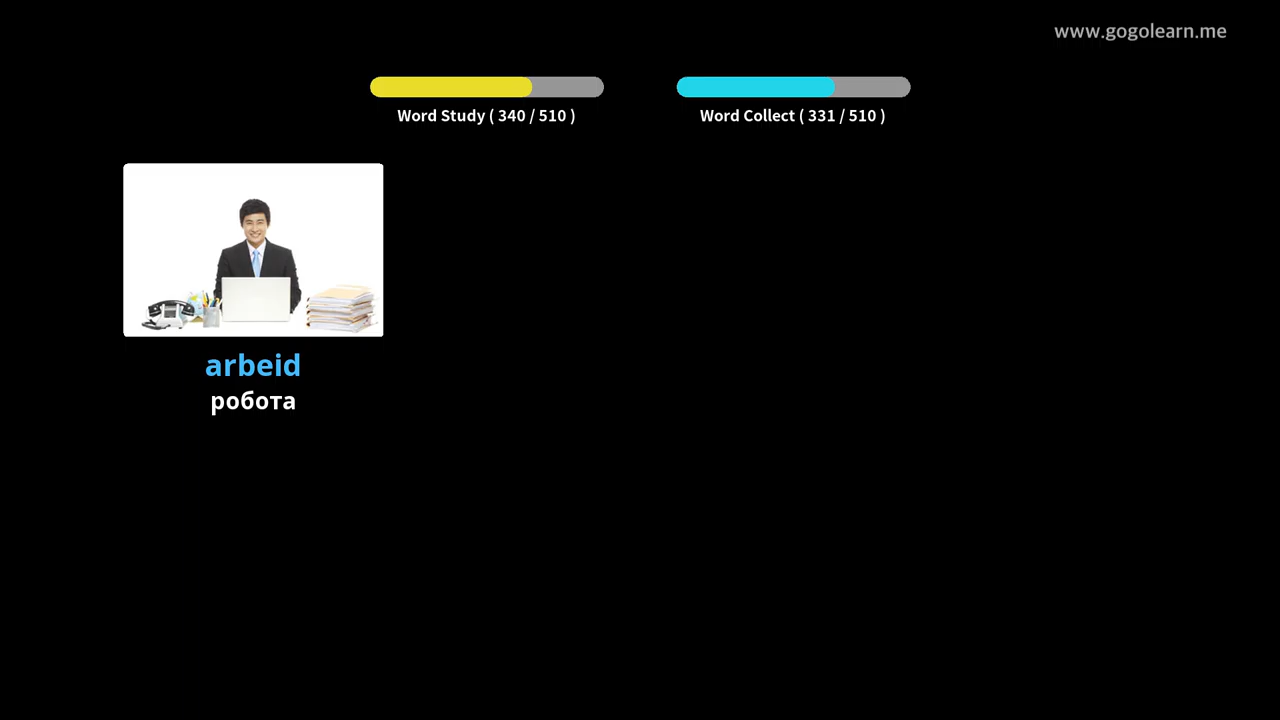 www.gogolearn.me
Word Study ( 340 / 510 )
Word Collect ( 331 / 510 )
arbeid
робота